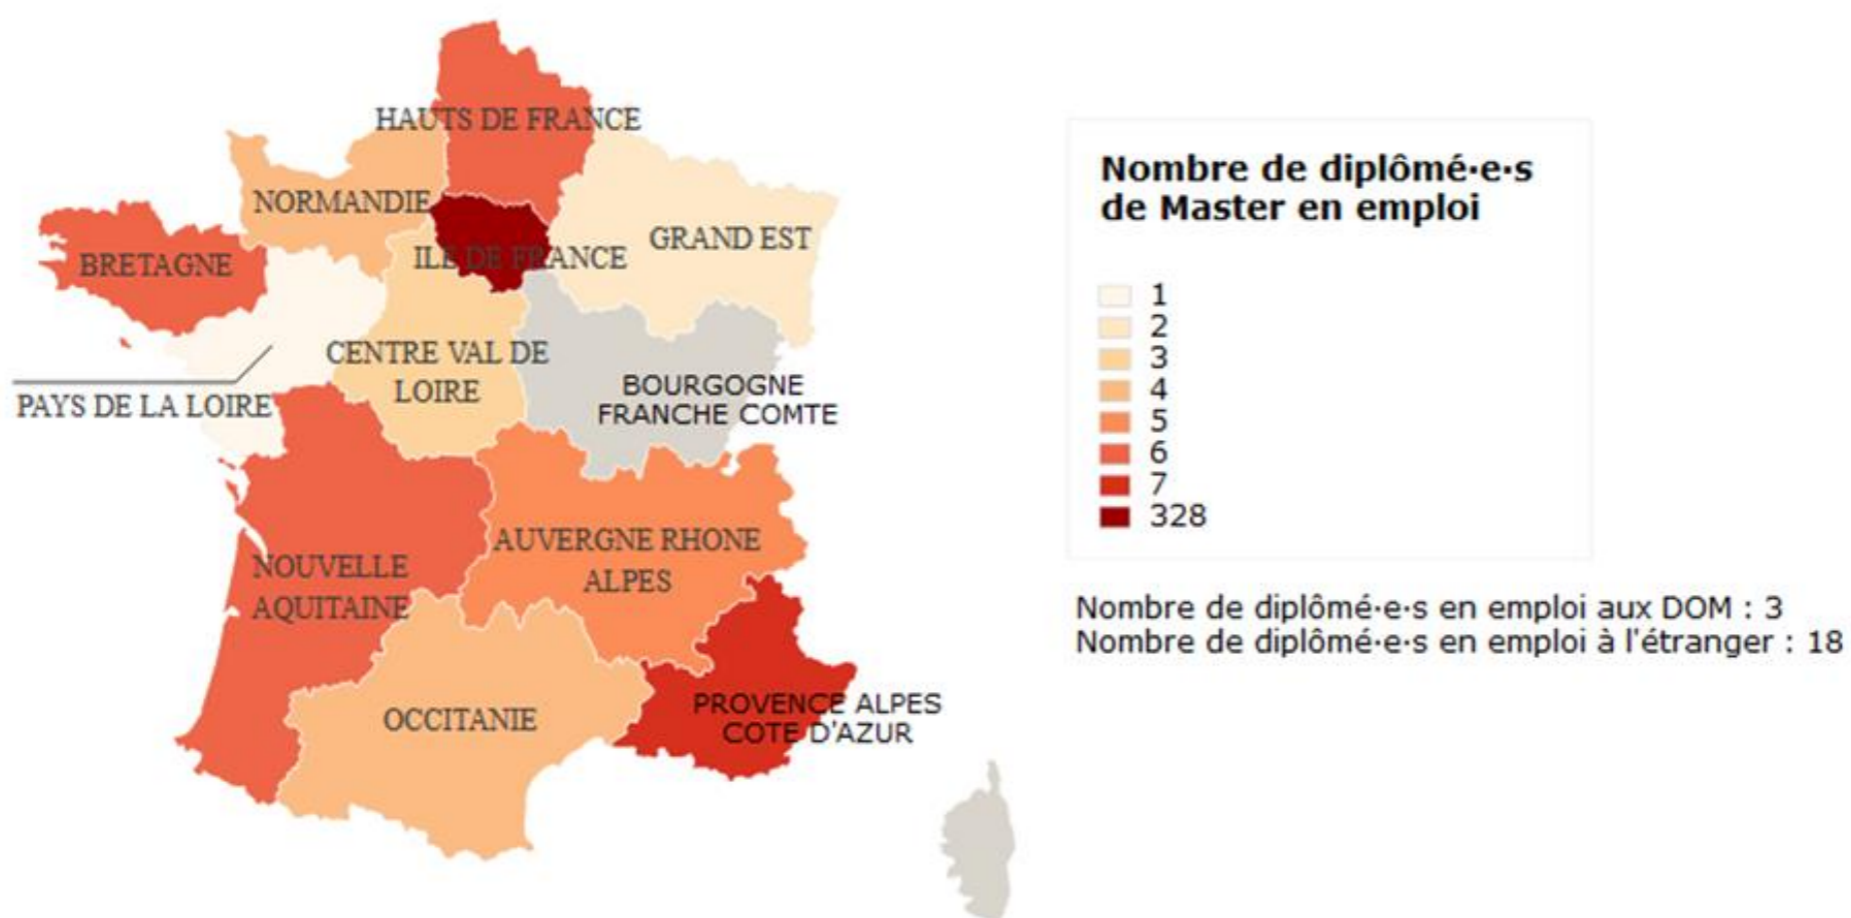 HAUTS DE FRANCE
NORMANDIE
ILE DE FRANCE
GRAND EST
BRETAGNE
CENTRE VAL DE
LOIRE
PAYS DE LA LOIRE
BOURGOGNE
FRANCHE COMTE
AUVERGNE RHONE
ALPES
NOUVELLE
AQUITAINE
OCCITANIE
PROVENCE ALPES
COTE D'AZUR
Nombre de diplômé·e·s
de Master en emploi
1
2
3
4
5
6
7
328
Nombre de diplômé·e·s en emploi aux DOM : 3
Nombre de diplômé·e·s en emploi à l'étranger : 18